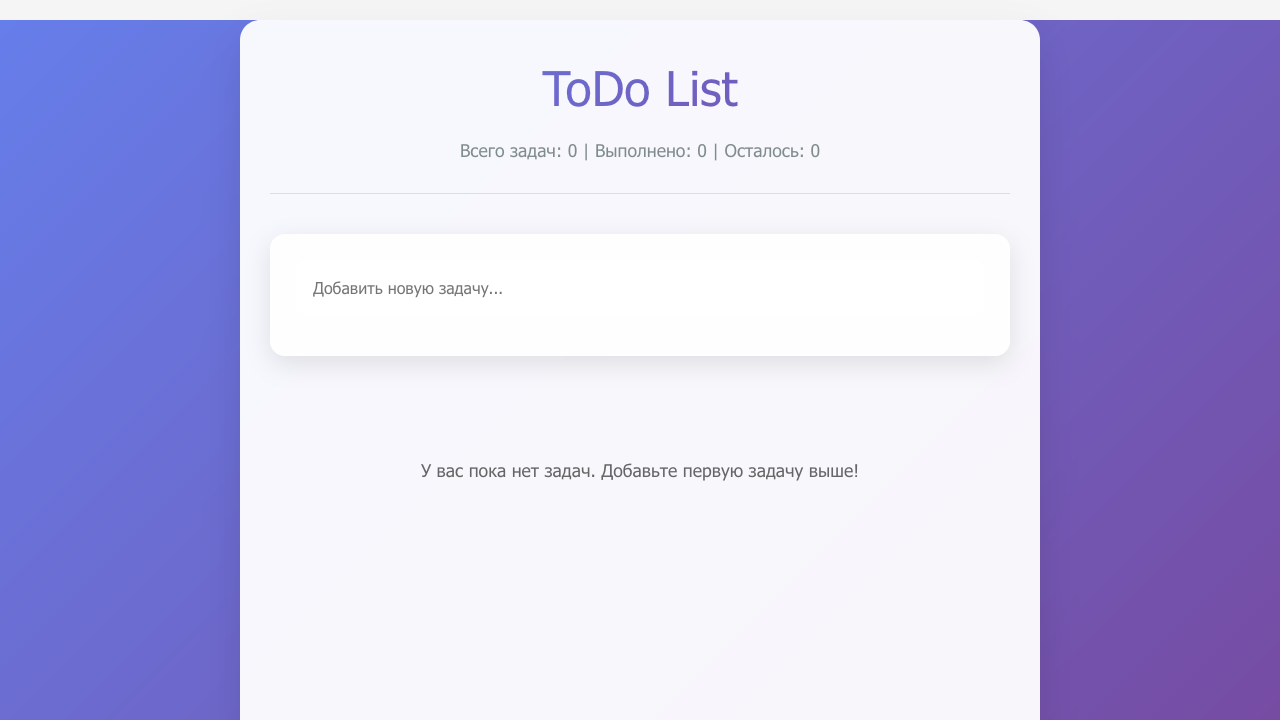 ToDo List
Всего задач: 0 | Выполнено: 0 | Осталось: 0
Добавить новую задачу...
У вас пока нет задач. Добавьте первую задачу выше!